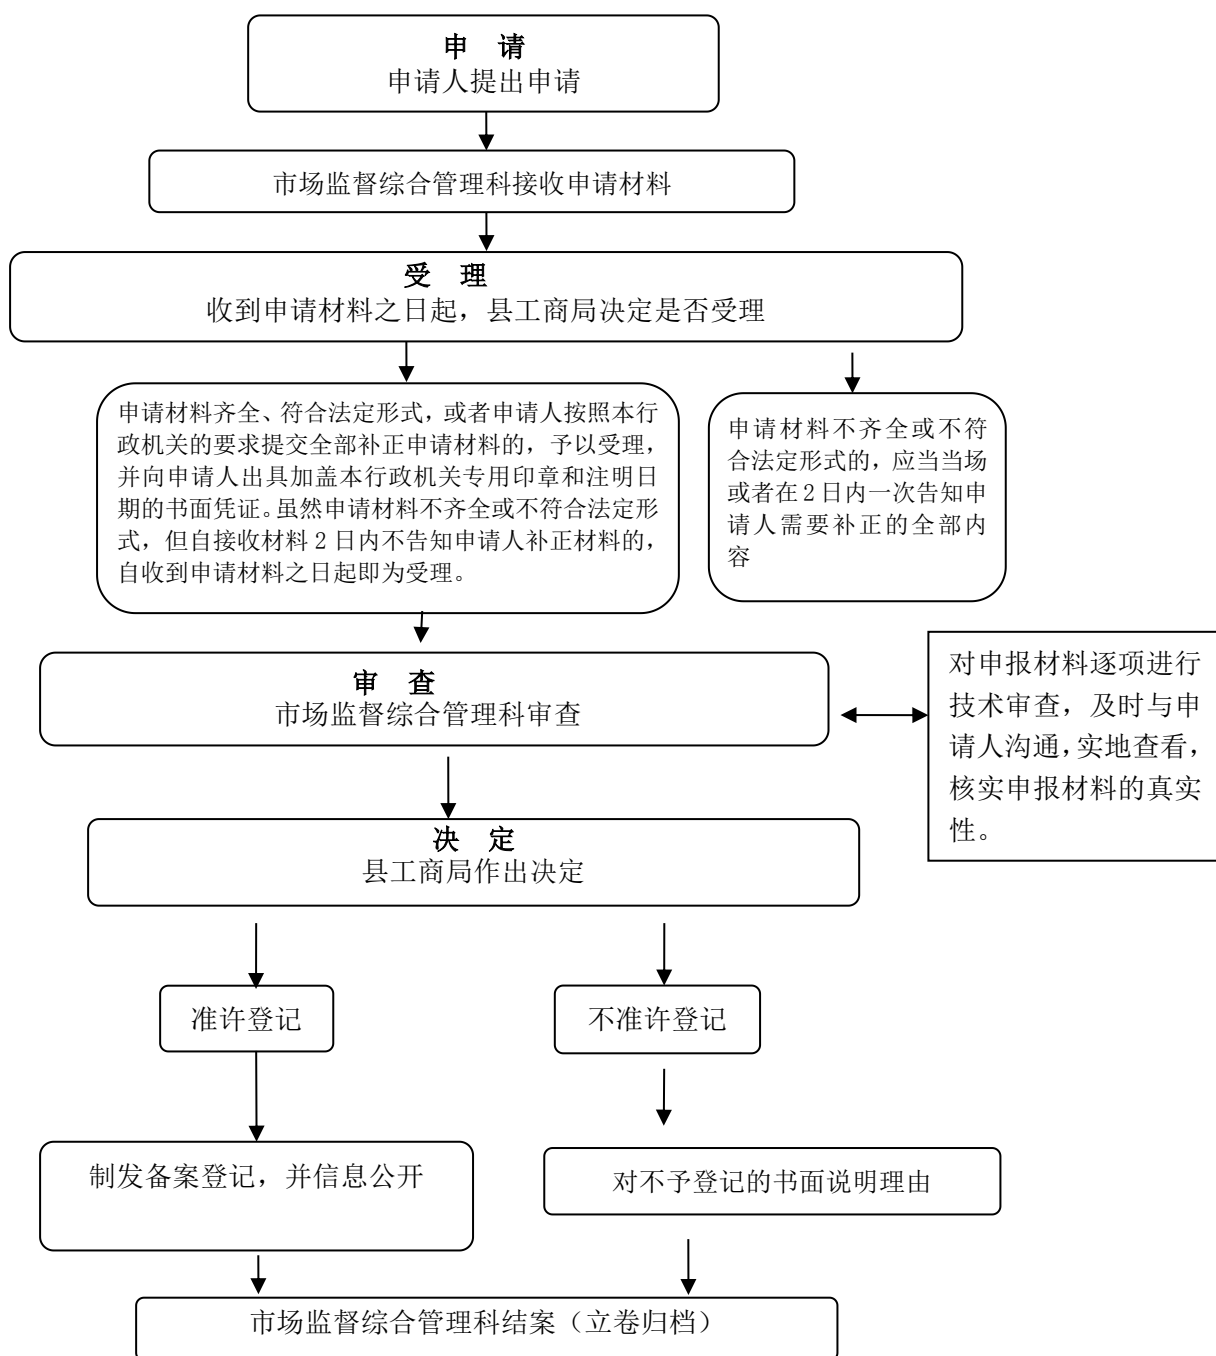 申 请
申请人提出申请
市场监督综合管理科接收申请材料
受 理
收到申请材料之日起，县工商局决定是否受理
申请材料齐全、符合法定形式，或者申请人按照本行
政机关的要求提交全部补正申请材料的，予以受理，
并向申请人出具加盖本行政机关专用印章和注明日
期的书面凭证。虽然申请材料不齐全或不符合法定形
式，但自接收材料 2 日内不告知申请人补正材料的，
自收到申请材料之日起即为受理。
申请材料不齐全或不符
合法定形式的，应当当场
或者在 2 日内一次告知申
请人需要补正的全部内
容
审 查
市场监督综合管理科审查
对申报材料逐项进行
技术审查，及时与申
请人沟通，实地查看，
核实申报材料的真实
性。
决 定
县工商局作出决定
准许登记
不准许登记
制发备案登记，并信息公开
对不予登记的书面说明理由
市场监督综合管理科结案（立卷归档）